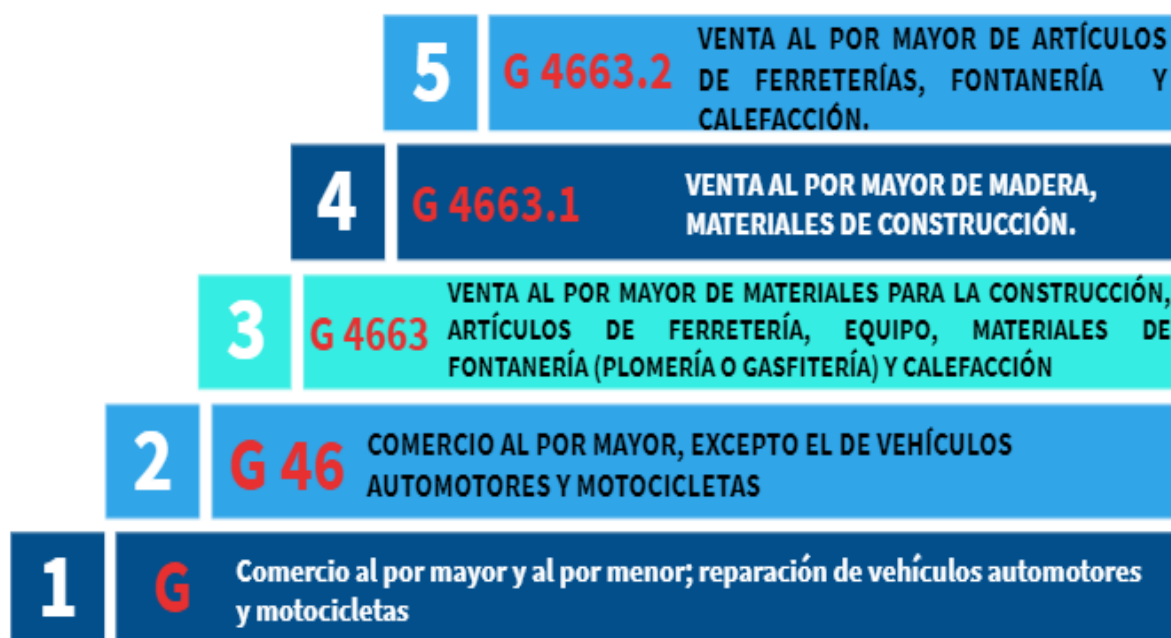 5
G 4663.2
VENTA AL POR MAYOR DE ARTÍCULOS
DE FERRETERÍAS, FONTANERÍA Y
CALEFACCIÓN.
4
G 4663.1
VENTA AL POR MAYOR DE MADERA,
MATERIALES DE CONSTRUCCIÓN.
3
G 4663
VENTA AL POR MAYOR DE MATERIALES PARA LA CONSTRUCCIÓN,
ARTÍCULOS DE FERRETERÍA, EQUIPO, MATERIALES DE
FONTANERÍA (PLOMERÍA O GASFITERÍA) Y CALEFACCIÓN
2
G 46
COMERCIO AL POR MAYOR, EXCEPTO EL DE VEHÍCULOS
AUTOMOTORES Y MOTOCICLETAS
1
G
Comercio al por mayor y al por menor; reparación de vehículos automotores
y motocicletas